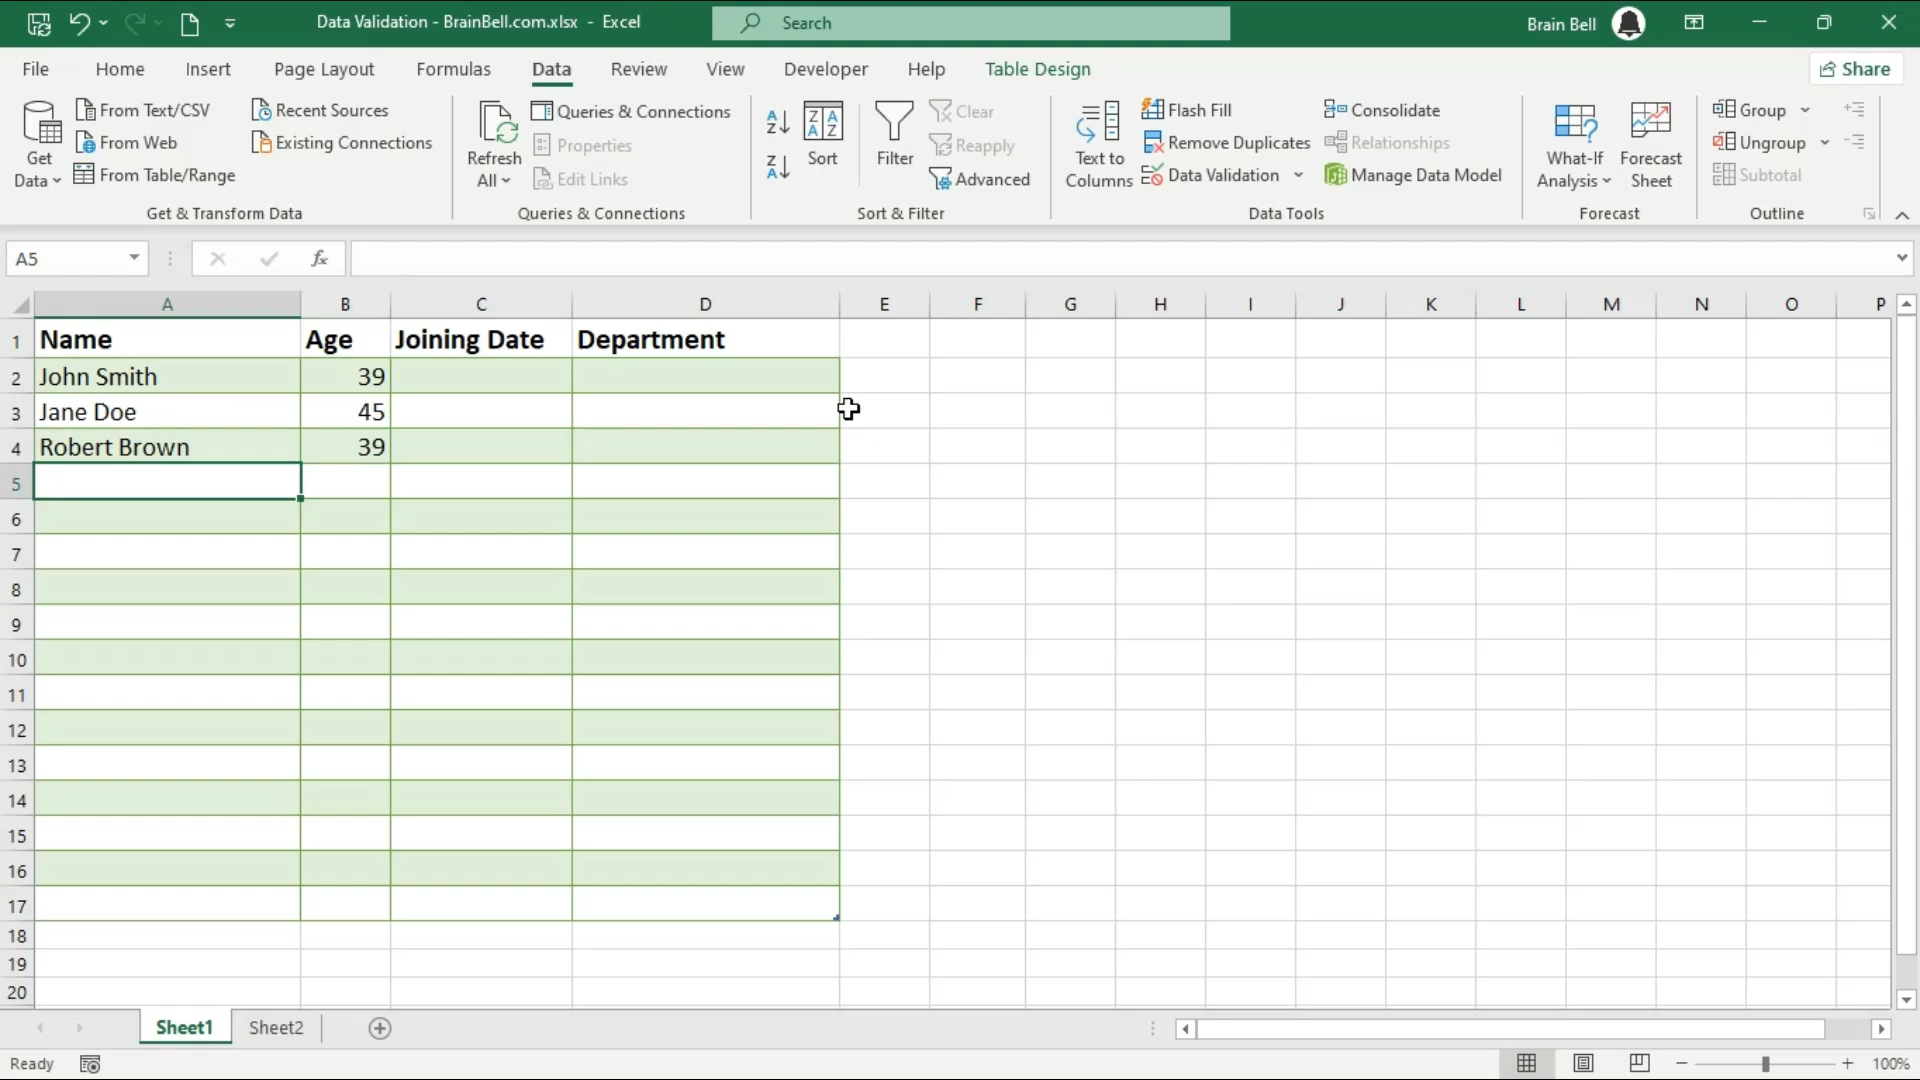 Data Validation - BrainBell.com.xlsx - Excel
Search
Brain Bell
File Home Insert Page Layout Formulas Data Review View Developer Help Table Design Share
Get Data
From Text/CSV
From Web
From Table/Range
Recent Sources
Existing Connections
Get & Transform Data
Refresh All
Queries & Connections
Properties
Edit Links
Queries & Connections
Sort
Filter
Clear
Reapply
Advanced
Sort & Filter
Text to Columns
Flash Fill
Remove Duplicates
Data Validation
Consolidate
Relationships
Manage Data Model
Data Tools
What-If Analysis
Forecast Sheet
Forecast
Group
Ungroup
Subtotal
Outline
A5
fx
A B C D E F G H I J K L M N O P
1 Name Age Joining Date Department
2 John Smith 39
3 Jane Doe 45
4 Robert Brown 39
5
6
7
8
9
10
11
12
13
14
15
16
17
18
19
20
Sheet1 Sheet2
Ready
100%